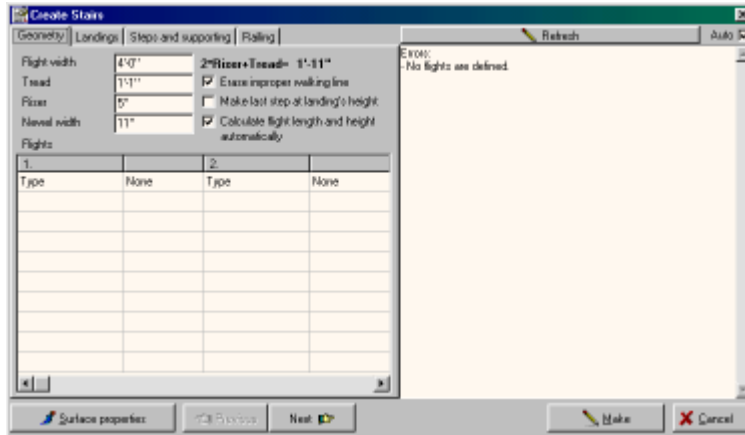 Create Stairs
Geometry Landings Steps and supporting Railing
Refresh Auto
Flight width 4'-0" 2*Riser+Tread= 1'-11"
Tread 1'-1" Erase improper walking line
Riser 5" Make last step at landing's height
Newel width 11" Calculate flight length and height
automatically
Flights
1. 2.
Type None Type None
Errors:
- No flights are defined.
Surface properties Previous Next Make Cancel